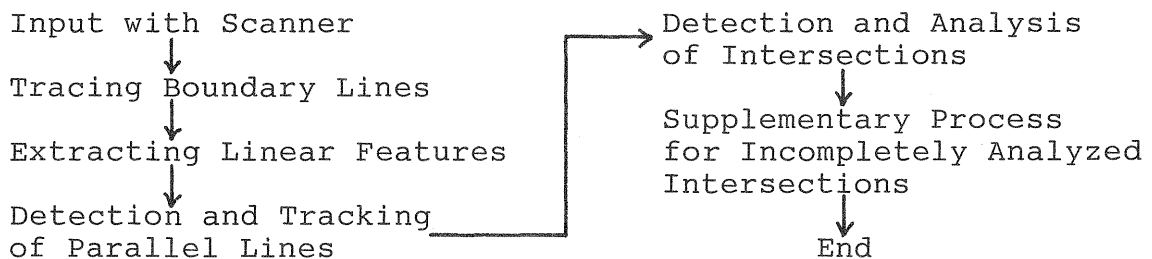 Input with Scanner
Tracing Boundary Lines
Extracting Linear Features
Detection and Tracking
of Parallel Lines
Detection and Analysis
of Intersections
Supplementary Process
for Incompletely Analyzed
Intersections
End